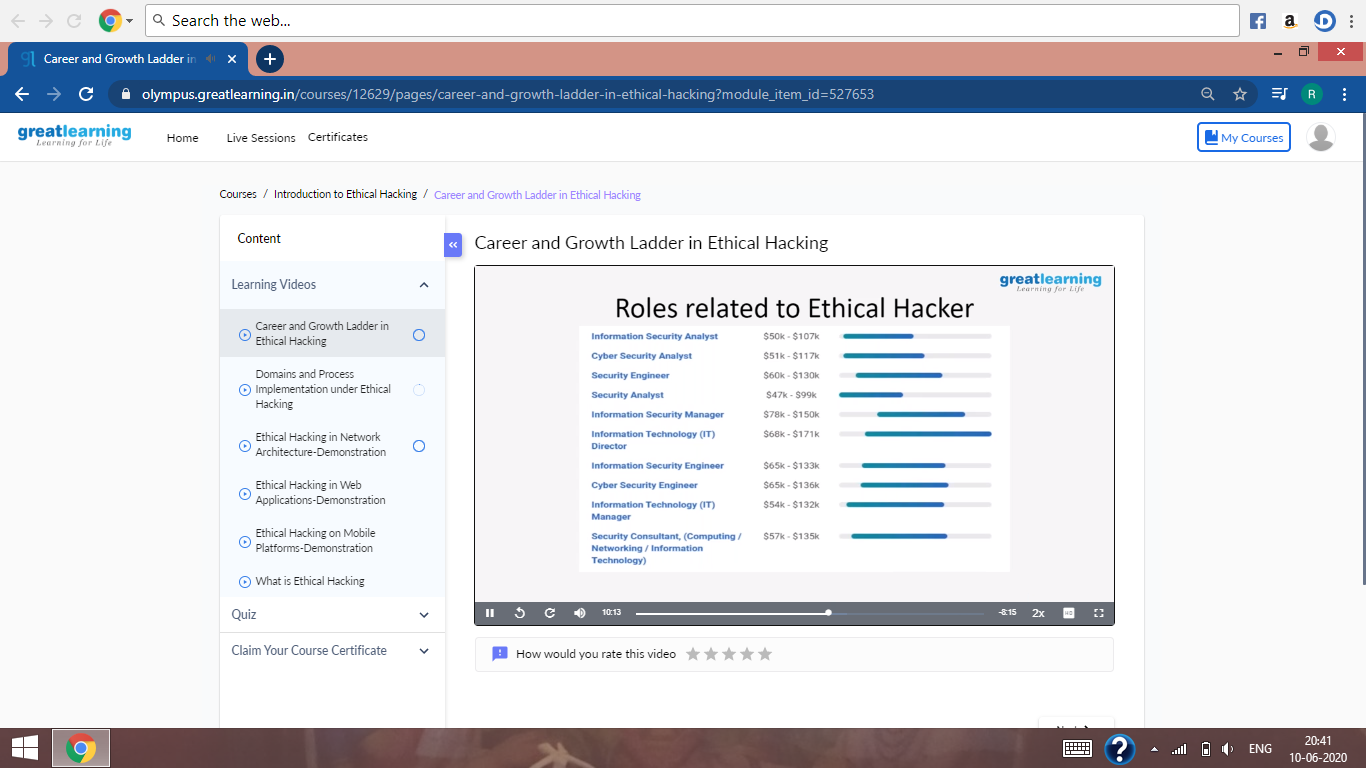 Search the web...
Career and Growth Ladder in
olympus.greatlearning.in/courses/12629/pages/career-and-growth-ladder-in-ethical-hacking?module_item_id=527653
R
greatlearning
Learning for Life
Home
Live Sessions
Certificates
My Courses
Courses / Introduction to Ethical Hacking / Career and Growth Ladder in Ethical Hacking
Content
Learning Videos
Career and Growth Ladder in
Ethical Hacking
Domains and Process
Implementation under Ethical
Hacking
Ethical Hacking in Network
Architecture-Demonstration
Ethical Hacking in Web
Applications-Demonstration
Ethical Hacking on Mobile
Platforms-Demonstration
What is Ethical Hacking
Quiz
Claim Your Course Certificate
Career and Growth Ladder in Ethical Hacking
greatlearning
Learning for Life
Roles related to Ethical Hacker
Information Security Analyst $50k - $107k
Cyber Security Analyst $51k - $117k
Security Engineer $60k - $130k
Security Analyst $47k - $99k
Information Security Manager $78k - $150k
Information Technology (IT) $68k - $171k
Director
Information Security Engineer $65k - $133k
Cyber Security Engineer $65k - $136k
Information Technology (IT) $54k - $132k
Manager
Security Consultant, (Computing / $57k - $135k
Networking / Information
Technology)
10:13
-8:15
2x
HD
How would you rate this video
ENG
20:41
10-06-2020